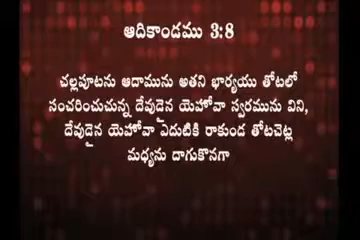 ఆదికాండము 3:8
చల్లపూటను ఆదామును అతని భార్యయు తోటలో
సంచరించుచున్న దేవుడైన యెహోవా స్వరమును విని,
దేవుడైన యెహోవా ఎదుటికి రాకుండ తోటచెట్ల
మధ్యను దాగుకొనగా